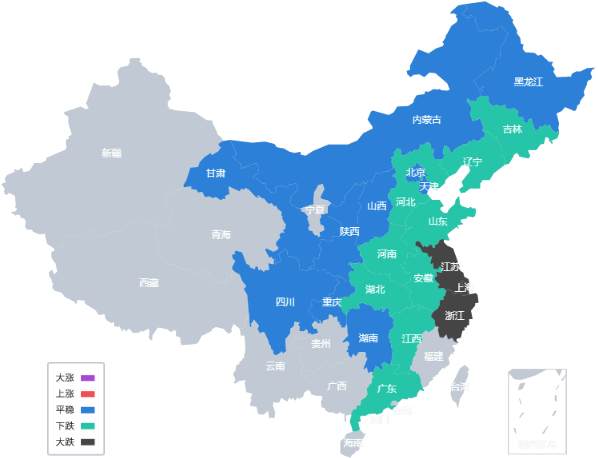 黑龙江
内蒙古
吉林
新疆
辽宁
甘肃
北京
天津
河北
山西
宁夏
山东
陕西
青海
河南
江苏
安徽
西藏
上海
湖北
四川
重庆
浙江
湖南
江西
贵州
福建
云南
广西
广东
台湾
海南
大涨
上涨
平稳
下跌
大跌